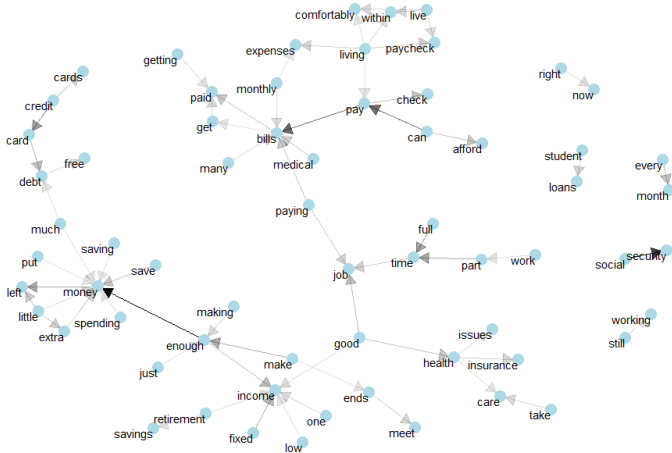 comfortably
within
live
getting
expenses
living
paycheck
cards
monthly
right
credit
paid
pay
check
now
card
get
bills
can
afford
student
free
many
medical
every
debt
loans
month
paying
much
full
saving
put
security
job
time
part
work
social
left
money
save
little
making
working
extra
spending
enough
good
issues
still
just
make
health
insurance
income
ends
care
retirement
one
take
savings
fixed
low
meet